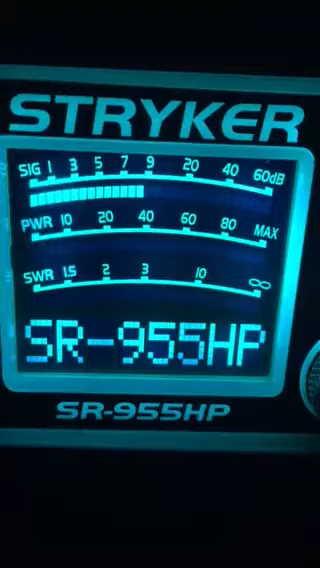 STRYKER
SIG 1 3 5 7 9 20 40 60dB
PWR 10 20 40 60 80 MAX
SWR 1.5 2 3 10 ∞
SR-955HP
SR-955HP